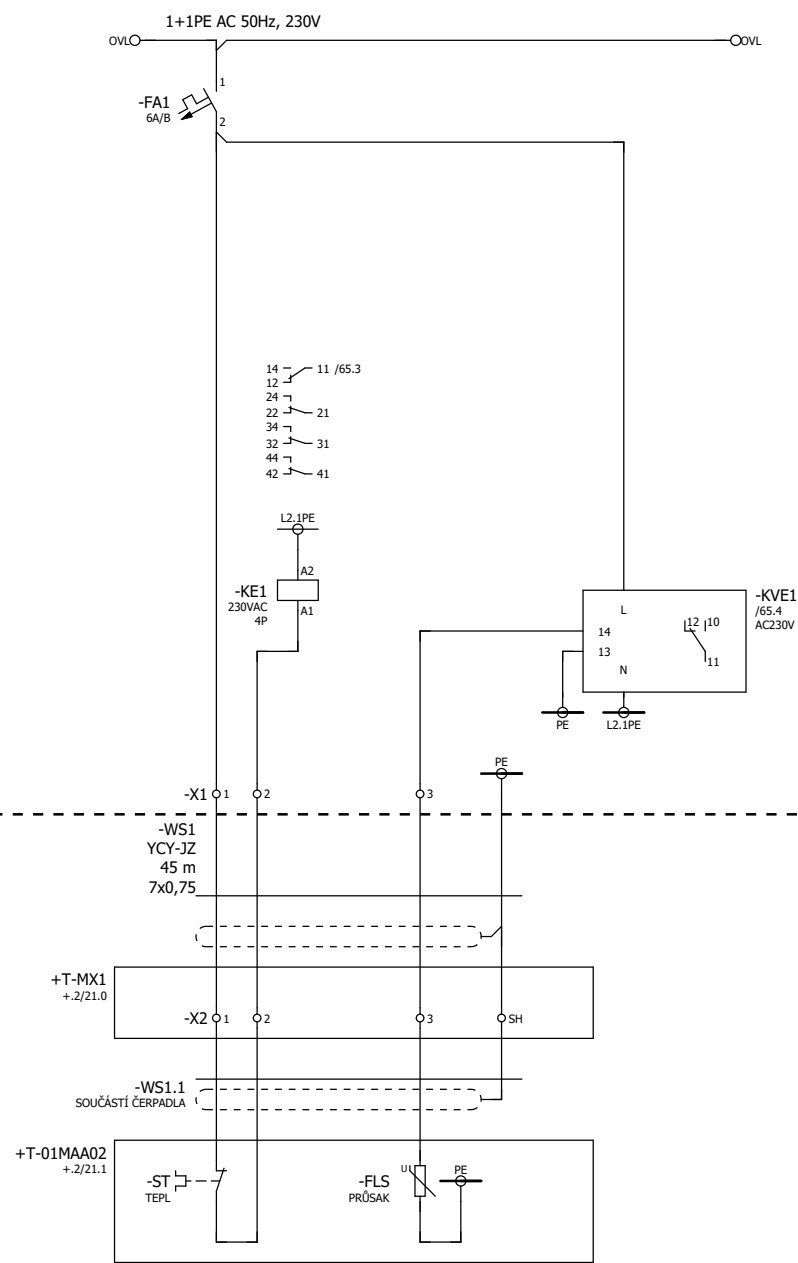 1+1PE AC 50Hz, 230V
OVL
OVL
1
-FA1
6A/B
2
14
11 /65.3
12
24
22
21
34
32
31
44
42
41
L2.1PE
A2
-KE1
230VAC
4P
A1
-KVE1
/65.4
AC230V
L
14
12
10
13
11
N
PE
L2.1PE
PE
-X1
1
2
3
-WS1
YCY-JZ
45 m
7x0,75
+T-MX1
+.2/21.0
-X2
1
2
3
SH
-WS1.1
SOUČÁSTÍ ČERPADLA
+T-01MAA02
+.2/21.1
-ST
TEPL
-FLS
PRŮSAK
U
PE